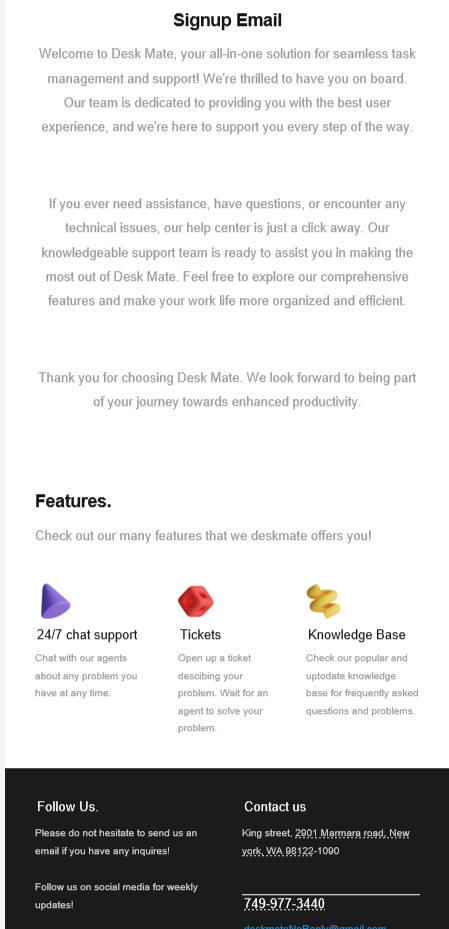 Signup Email
Welcome to Desk Mate, your all-in-one solution for seamless task
management and support! We're thrilled to have you on board.
Our team is dedicated to providing you with the best user
experience, and we're here to support you every step of the way.
If you ever need assistance, have questions, or encounter any
technical issues, our help center is just a click away. Our
knowledgeable support team is ready to assist you in making the
most out of Desk Mate. Feel free to explore our comprehensive
features and make your work life more organized and efficient.
Thank you for choosing Desk Mate. We look forward to being part
of your journey towards enhanced productivity.
Features.
Check out our many features that we deskmate offers you!
24/7 chat support
Chat with our agents
about any problem you
have at any time.
Tickets
Open up a ticket
descibing your
problem. Wait for an
agent to solve your
problem.
Knowledge Base
Check our popular and
uptodate knowledge
base for frequently asked
questions and problems.
Follow Us.
Please do not hesitate to send us an
email if you have any inquires!
Follow us on social media for weekly
updates!
Contact us
King street, 2901 Marmara road, New
york, WA 98122-1090
749-977-3440
deskmateNoReply@gmail.com